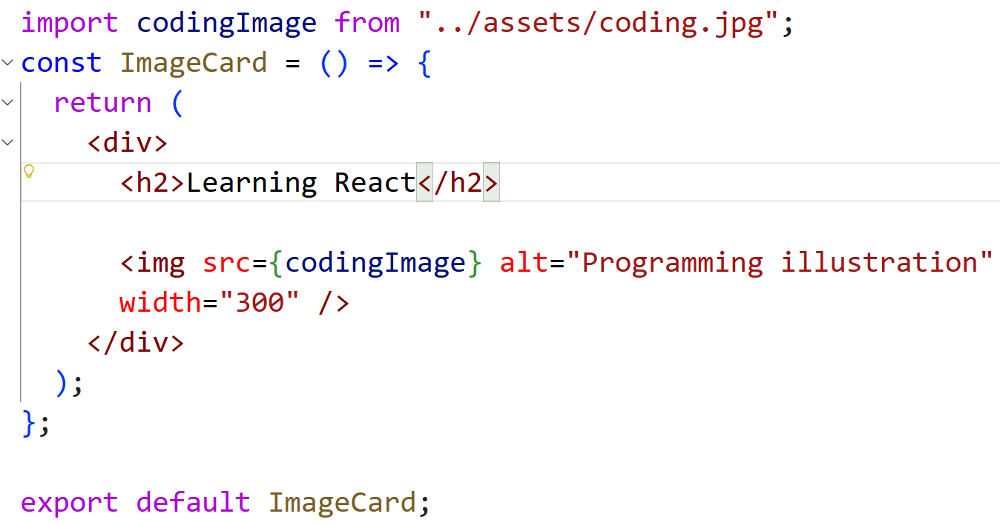 import codingImage from "../assets/coding.jpg";
const ImageCard = () => {
  return (
    <div>
      <h2>Learning React</h2>

      <img src={codingImage} alt="Programming illustration"
      width="300" />
    </div>
  );
};

export default ImageCard;